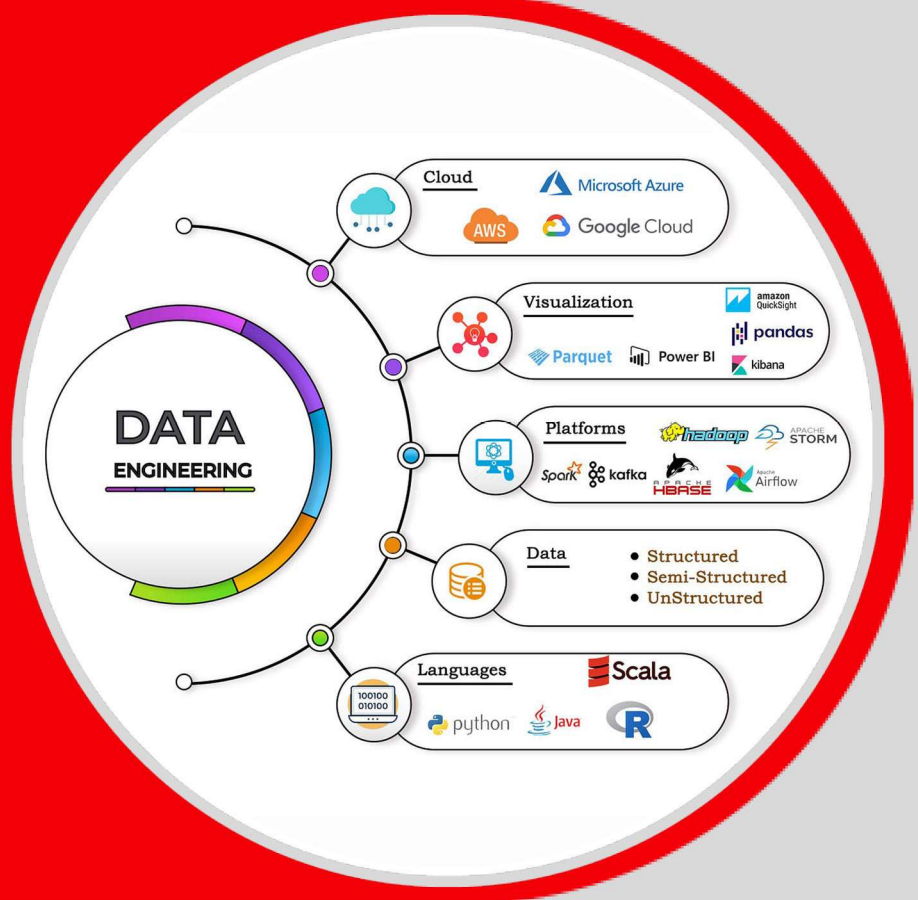 DATA
ENGINEERING
Cloud
Microsoft Azure
AWS
Google Cloud
Visualization
amazon
QuickSight
pandas
Parquet
Power BI
kibana
Platforms
hadoop
APACHE
STORM
Spark
kafka
APACHE
HBASE
Apache
Airflow
Data
Structured
Semi-Structured
UnStructured
Languages
Scala
python
Java
R
100100
010100